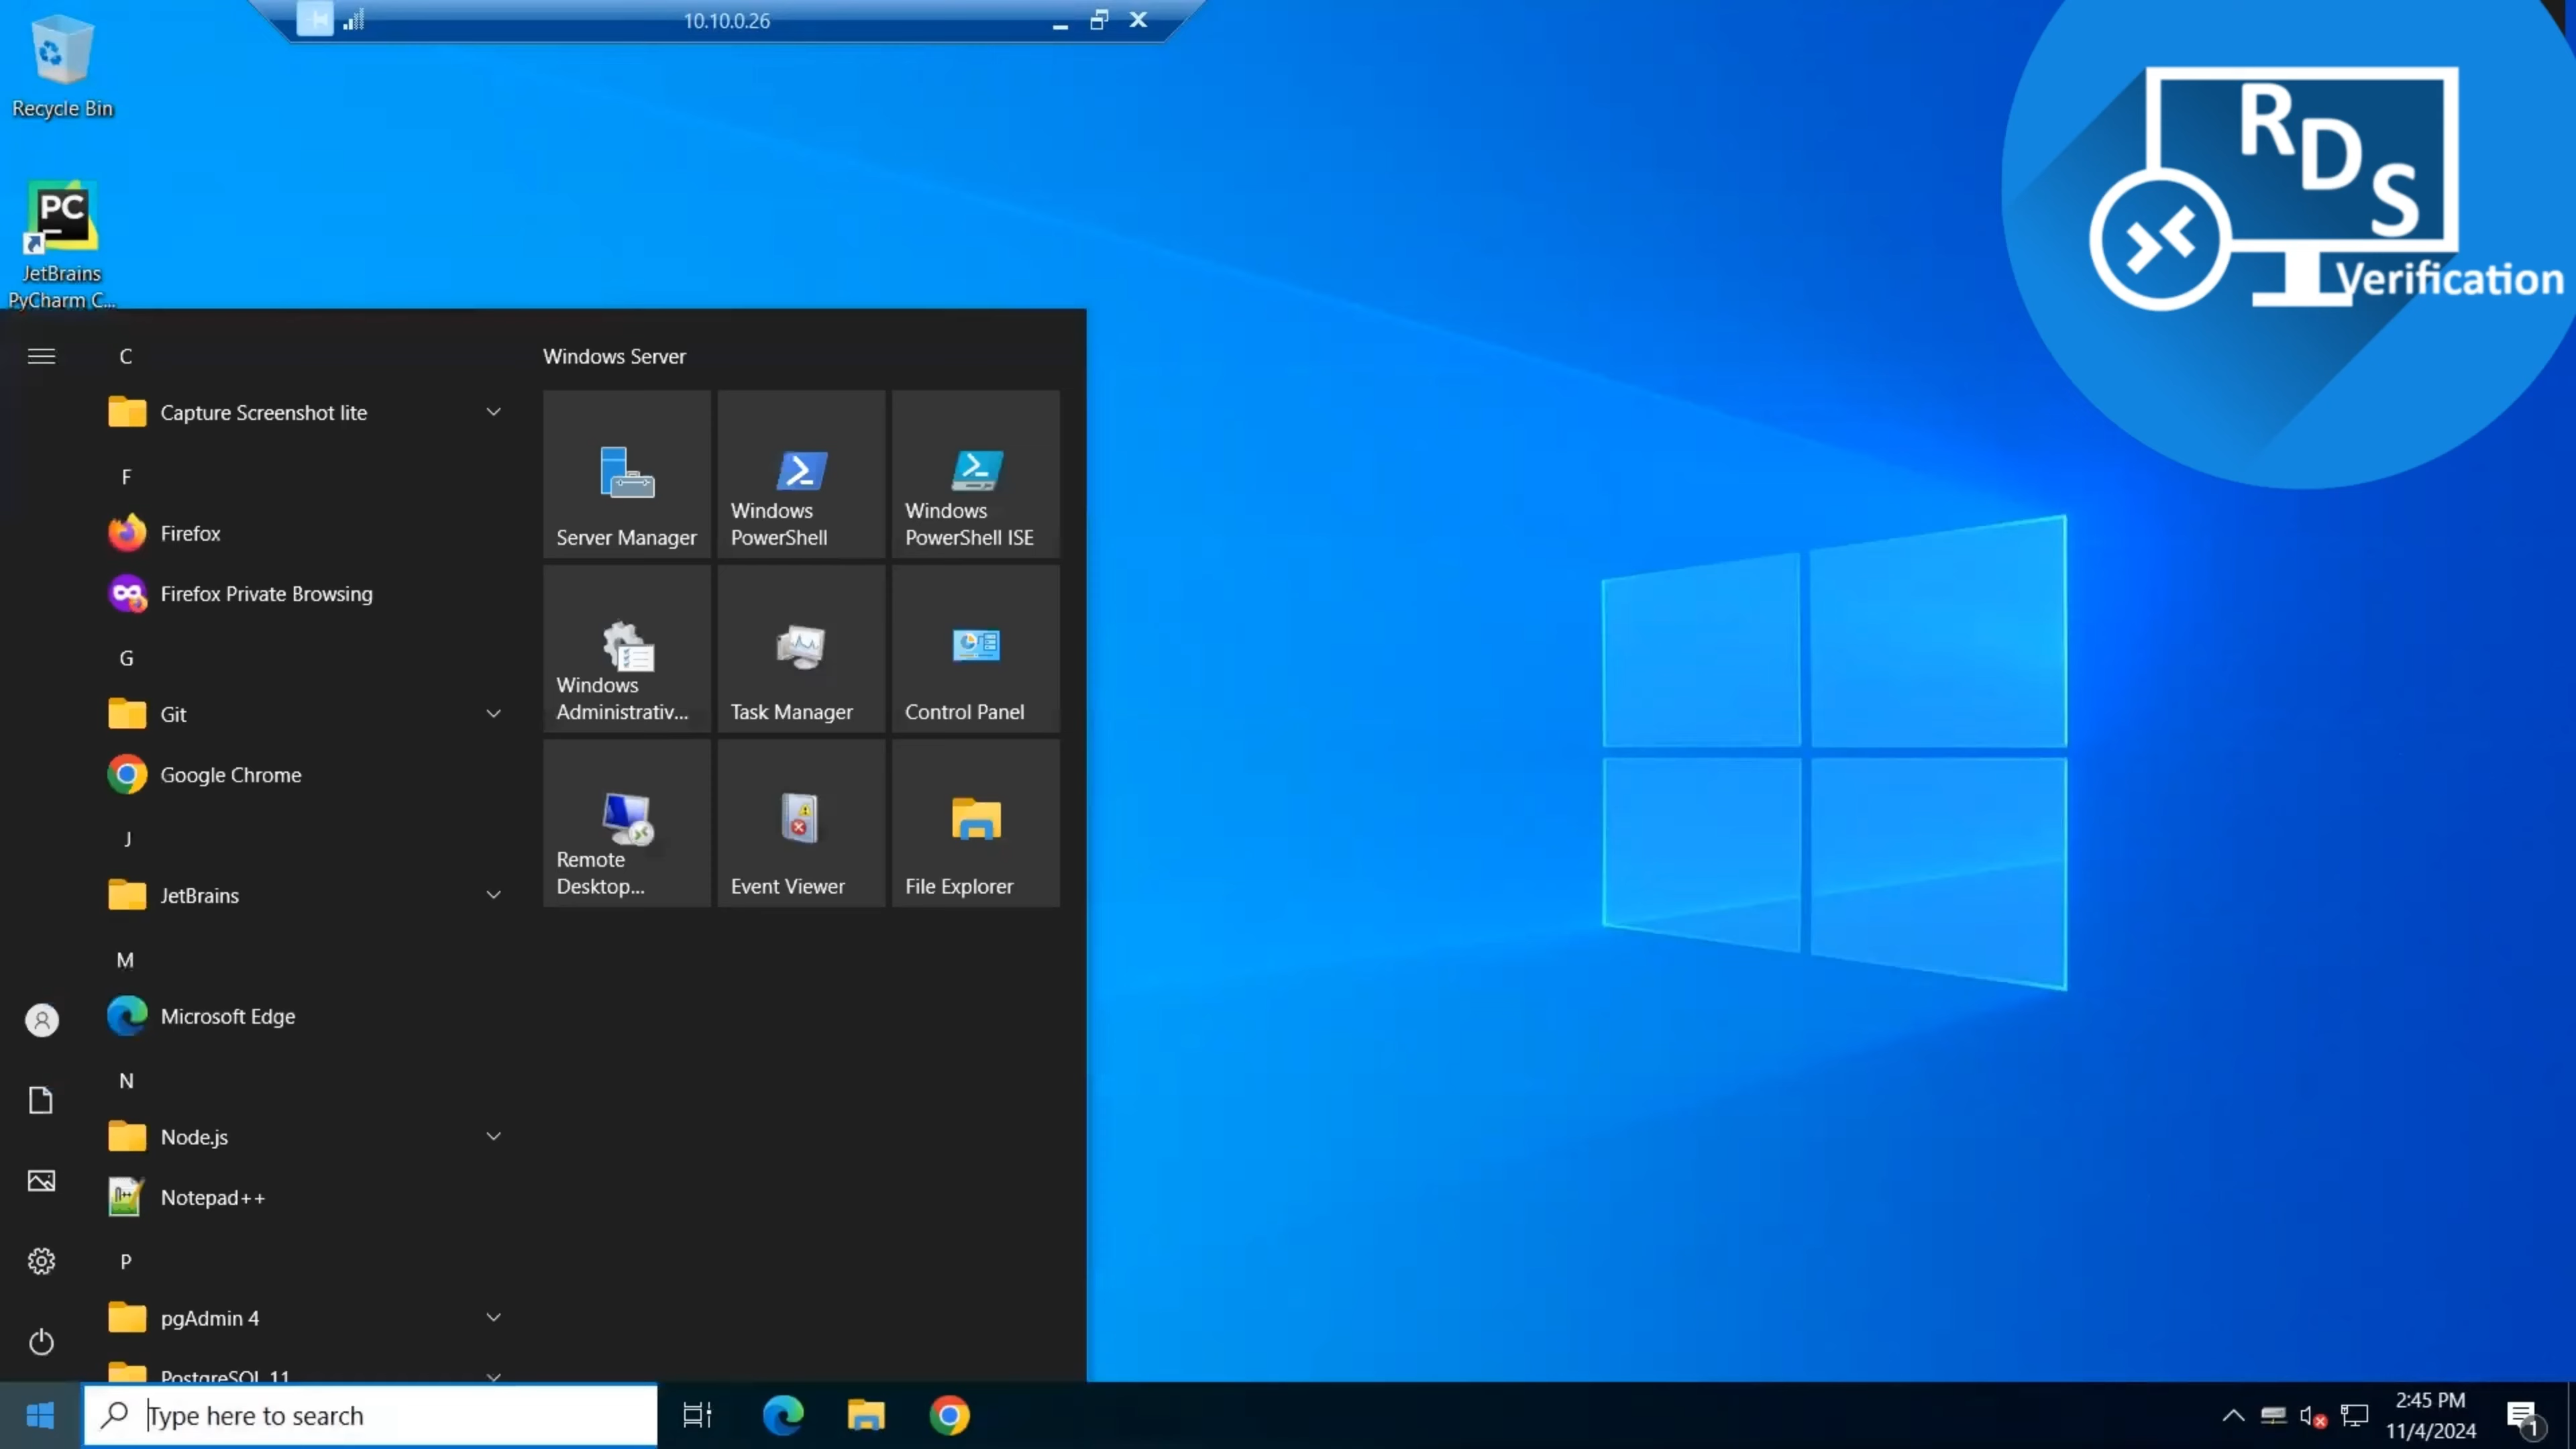 10.10.0.26
Recycle Bin
PC
JetBrains
PyCharm C...
R
D
S
Verification
C
Capture Screenshot lite
F
Firefox
Firefox Private Browsing
G
Git
Google Chrome
J
JetBrains
M
Microsoft Edge
N
Node.js
Notepad++
P
pgAdmin 4
PostgreSQL 11
Windows Server
Server Manager
Windows
PowerShell
Windows
PowerShell ISE
Windows
Administrativ...
Task Manager
Control Panel
Remote
Desktop...
Event Viewer
File Explorer
Type here to search
2:45 PM
11/4/2024
1